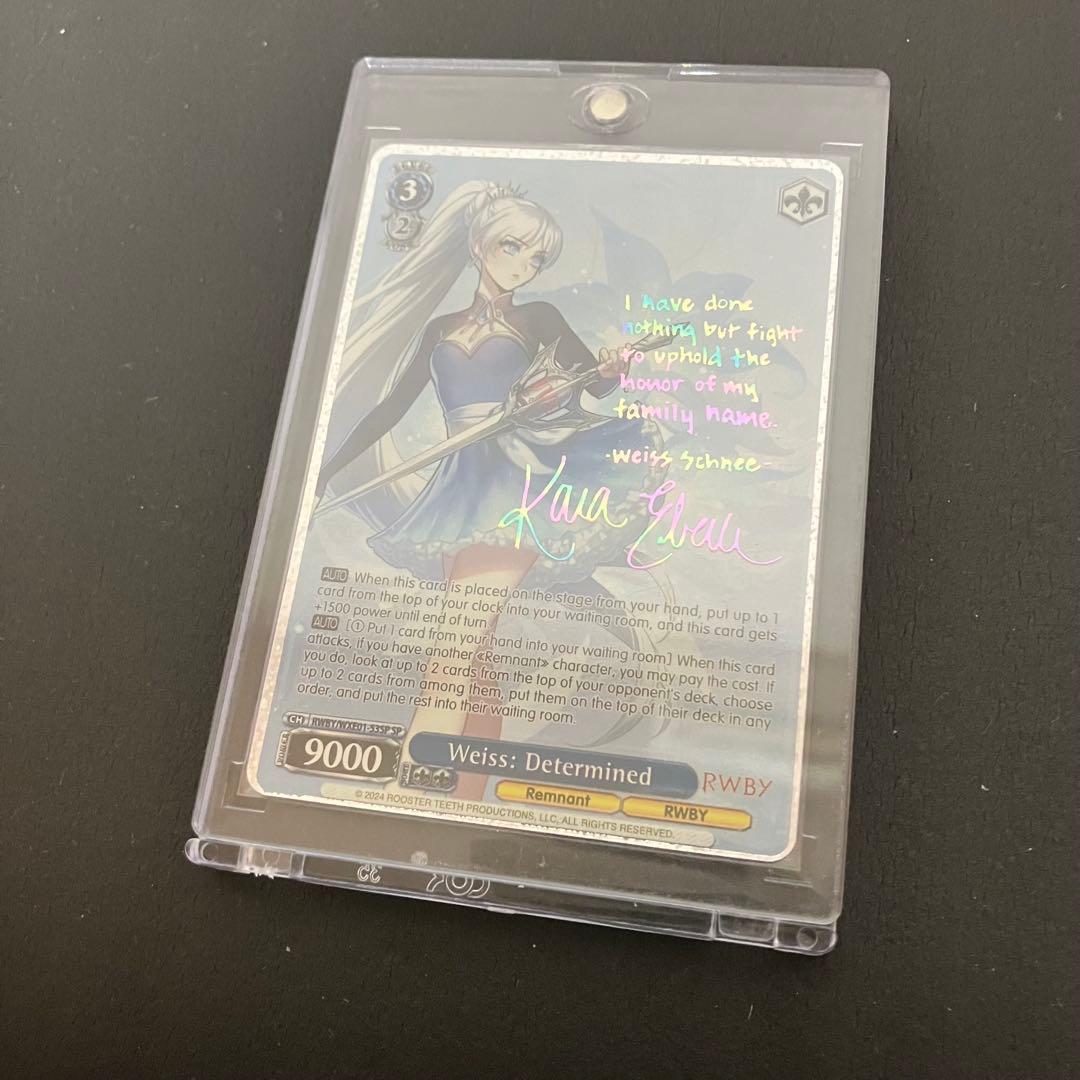 3
2
I have done
nothing but fight
to uphold the
honor of my
family name.
-Weiss Schnee-
Kara Eberle
AUTO When this card is placed on the stage from your hand, put up to 1
card from the top of your clock into your waiting room, and this card gets
+1500 power until end of turn.
AUTO [① Put 1 card from your hand into your waiting room] When this card
attacks, if you have another «Remnant» character, you may pay the cost. If
you do, look at up to 2 cards from the top of your opponent's deck, choose
up to 2 cards from among them, put them on the top of their deck in any
order, and put the rest into their waiting room.
CH RWBY/WXE01-53SP SP
POWER 9000
Weiss: Determined
RWBY
Remnant RWBY
© 2024 ROOSTER TEETH PRODUCTIONS, LLC, ALL RIGHTS RESERVED.